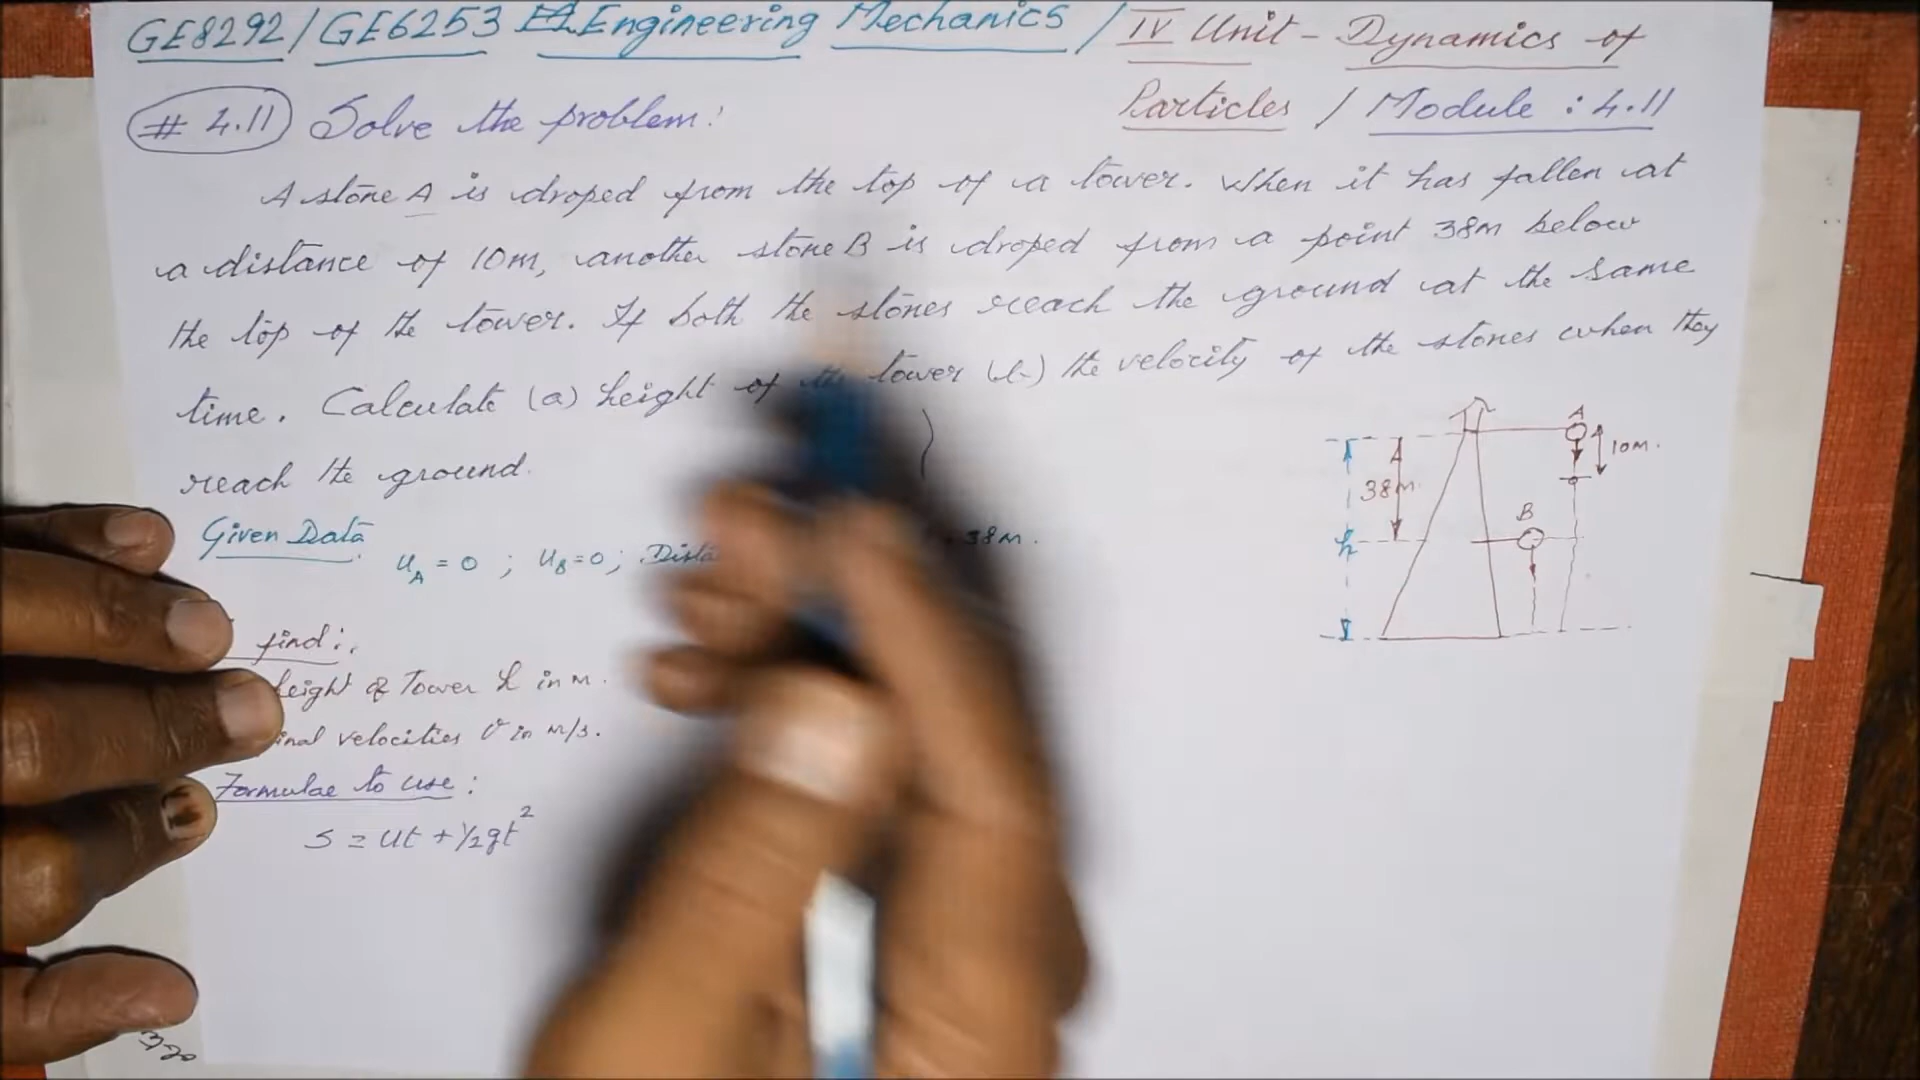 GE8292/GE6253 Engineering Mechanics / IV Unit - Dynamics of
Particles / Module : 4.11
# 4.11 Solve the problem:
A stone A is droped from the top of a tower. When it has fallen at
a distance of 10m, another stone B is droped from a point 38m below
the top of the tower. If both the stones reach the ground at the same
time. Calculate (a) height of the tower (b) the velocity of the stones when they
reach the ground.
Given Data
uA = 0 ; uB = 0 ; 38m.
find :
height of Tower h in m.
velocities v in m/s.
Formulae to use :
S = ut + 1/2gt²
A
10m.
38m.
B
h